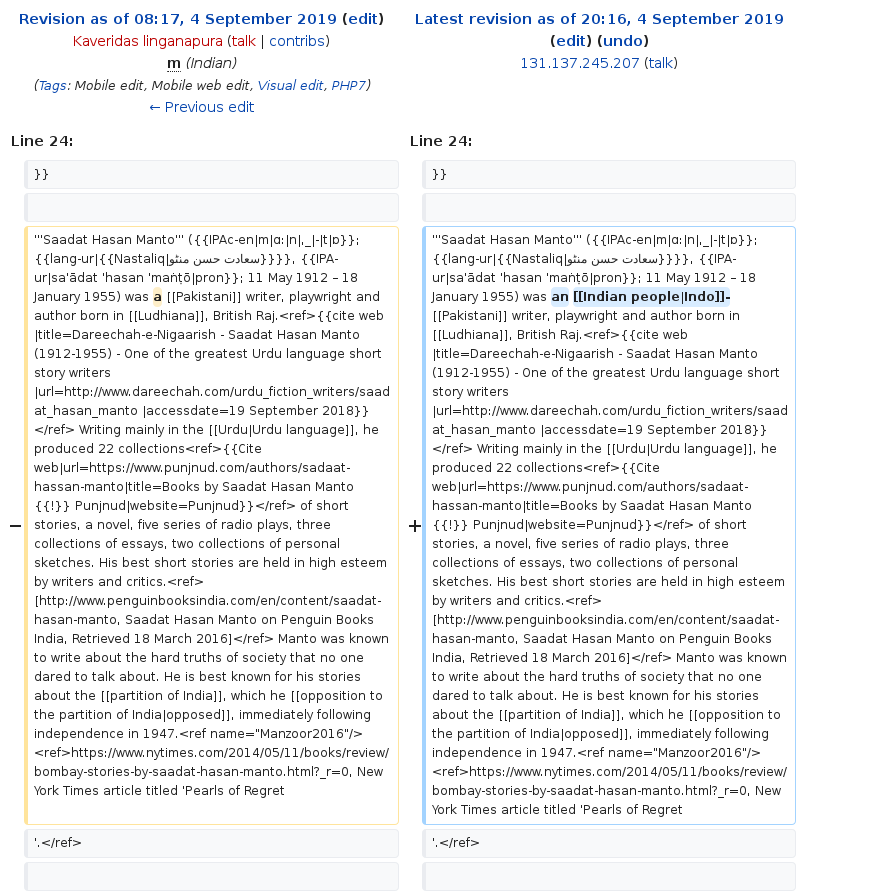 Revision as of 08:17, 4 September 2019 (edit)
Kaveridas linganapura (talk | contribs)
m (Indian)
(Tags: Mobile edit, Mobile web edit, Visual edit, PHP7)
← Previous edit
Latest revision as of 20:16, 4 September 2019
(edit) (undo)
131.137.245.207 (talk)
Line 24:
Line 24:
}}
}}
−
'''Saadat Hasan Manto''' ({{IPAc-en|m|ɑː|n|,_|-|t|ɒ}};
{{lang-ur|{{Nastaliq|سعادت حسن منٹو}}}}, {{IPA-
ur|sa'ādat 'hasan 'maṅṭō|pron}}; 11 May 1912 – 18
January 1955) was a [[Pakistani]] writer, playwright and
author born in [[Ludhiana]], British Raj.<ref>{{cite web
|title=Dareechah-e-Nigaarish - Saadat Hasan Manto
(1912-1955) - One of the greatest Urdu language short
story writers
|url=http://www.dareechah.com/urdu_fiction_writers/saad
at_hasan_manto |accessdate=19 September 2018}}
</ref> Writing mainly in the [[Urdu|Urdu language]], he
produced 22 collections<ref>{{Cite
web|url=https://www.punjnud.com/authors/sadaat-
hassan-manto|title=Books by Saadat Hasan Manto
{{!}} Punjnud|website=Punjnud}}</ref> of short
stories, a novel, five series of radio plays, three
collections of essays, two collections of personal
sketches. His best short stories are held in high esteem
by writers and critics.<ref>
[http://www.penguinbooksindia.com/en/content/saadat-
hasan-manto, Saadat Hasan Manto on Penguin Books
India, Retrieved 18 March 2016]</ref> Manto was known
to write about the hard truths of society that no one
dared to talk about. He is best known for his stories
about the [[partition of India]], which he [[opposition to
the partition of India|opposed]], immediately following
independence in 1947.<ref name="Manzoor2016"/>
<ref>https://www.nytimes.com/2014/05/11/books/review/
bombay-stories-by-saadat-hasan-manto.html?_r=0, New
York Times article titled 'Pearls of Regret
+
'''Saadat Hasan Manto''' ({{IPAc-en|m|ɑː|n|,_|-|t|ɒ}};
{{lang-ur|{{Nastaliq|سعادت حسن منٹو}}}}, {{IPA-
ur|sa'ādat 'hasan 'maṅṭō|pron}}; 11 May 1912 – 18
January 1955) was an [[Indian people|Indo]]-
[[Pakistani]] writer, playwright and author born in
[[Ludhiana]], British Raj.<ref>{{cite web
|title=Dareechah-e-Nigaarish - Saadat Hasan Manto
(1912-1955) - One of the greatest Urdu language short
story writers
|url=http://www.dareechah.com/urdu_fiction_writers/saad
at_hasan_manto |accessdate=19 September 2018}}
</ref> Writing mainly in the [[Urdu|Urdu language]], he
produced 22 collections<ref>{{Cite
web|url=https://www.punjnud.com/authors/sadaat-
hassan-manto|title=Books by Saadat Hasan Manto
{{!}} Punjnud|website=Punjnud}}</ref> of short
stories, a novel, five series of radio plays, three
collections of essays, two collections of personal
sketches. His best short stories are held in high esteem
by writers and critics.<ref>
[http://www.penguinbooksindia.com/en/content/saadat-
hasan-manto, Saadat Hasan Manto on Penguin Books
India, Retrieved 18 March 2016]</ref> Manto was known
to write about the hard truths of society that no one
dared to talk about. He is best known for his stories
about the [[partition of India]], which he [[opposition to
the partition of India|opposed]], immediately following
independence in 1947.<ref name="Manzoor2016"/>
<ref>https://www.nytimes.com/2014/05/11/books/review/
bombay-stories-by-saadat-hasan-manto.html?_r=0, New
York Times article titled 'Pearls of Regret
'.</ref>
'.</ref>